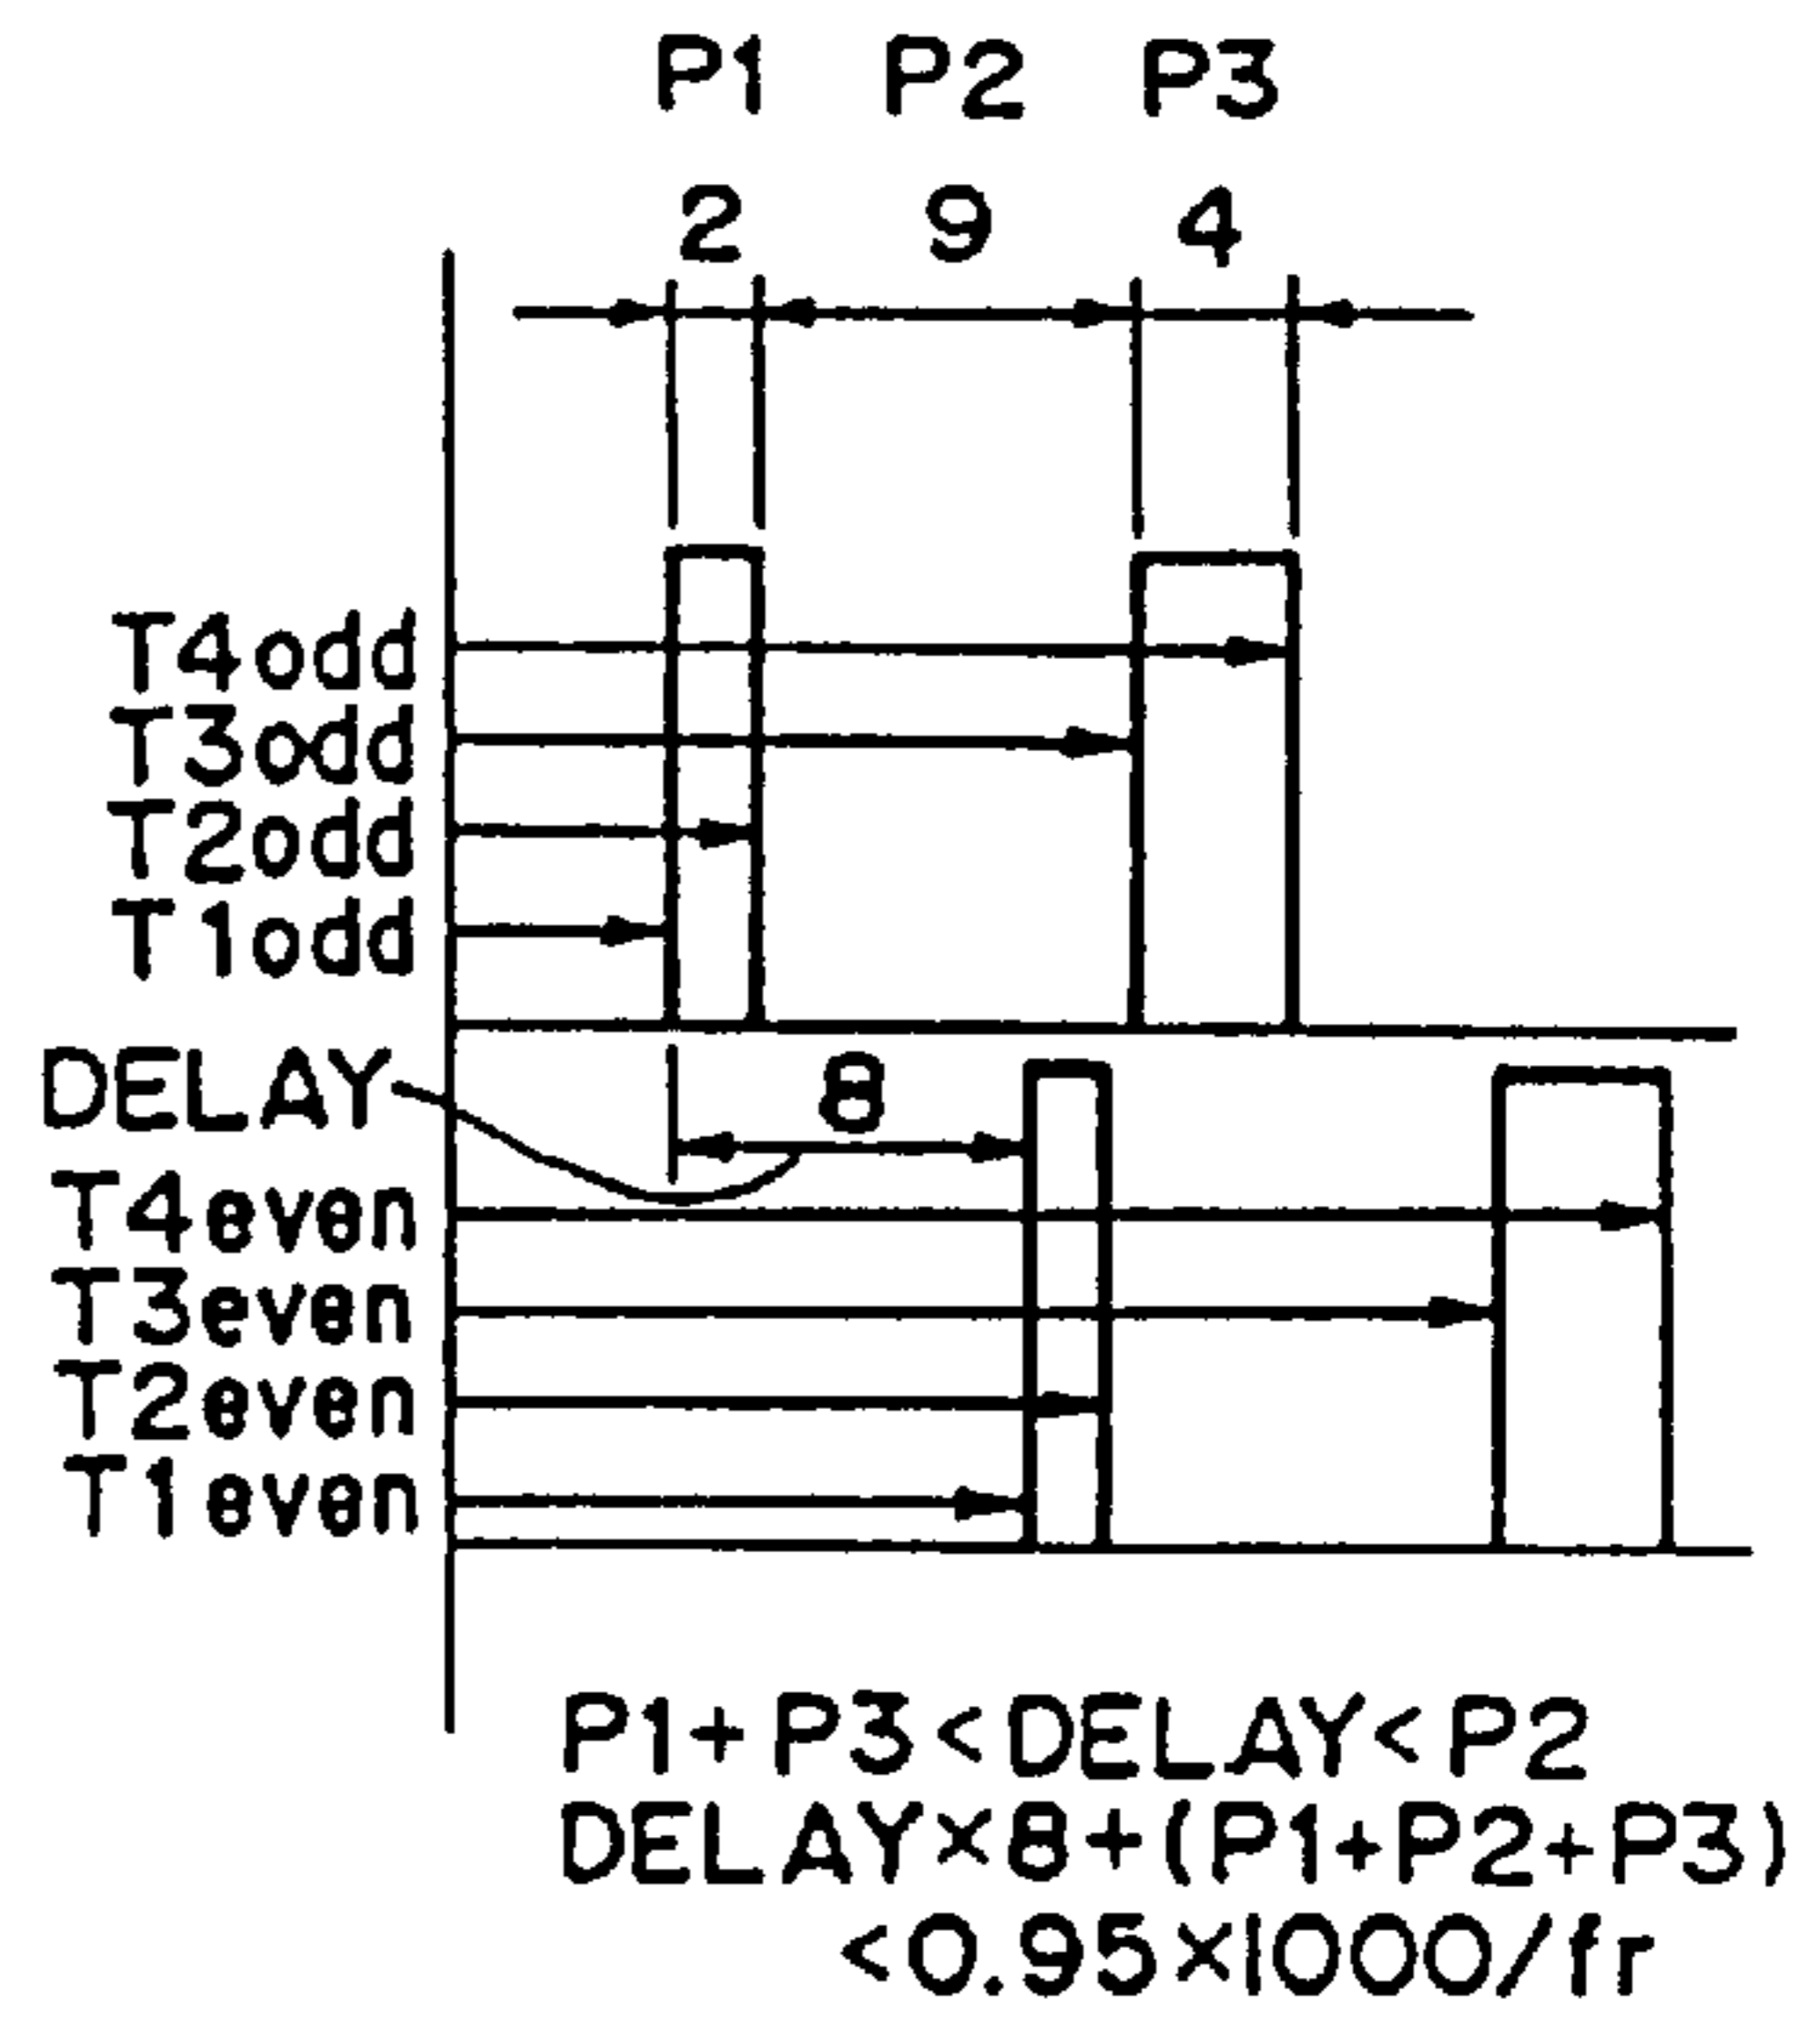 P1 P2 P3
2 9 4
T4odd
T3odd
T2odd
T1odd
DELAY 8
T4even
T3even
T2even
T1even
P1+P3<DELAY<P2
DELAY×8+(P1+P2+P3)
<0.95×1000/fr